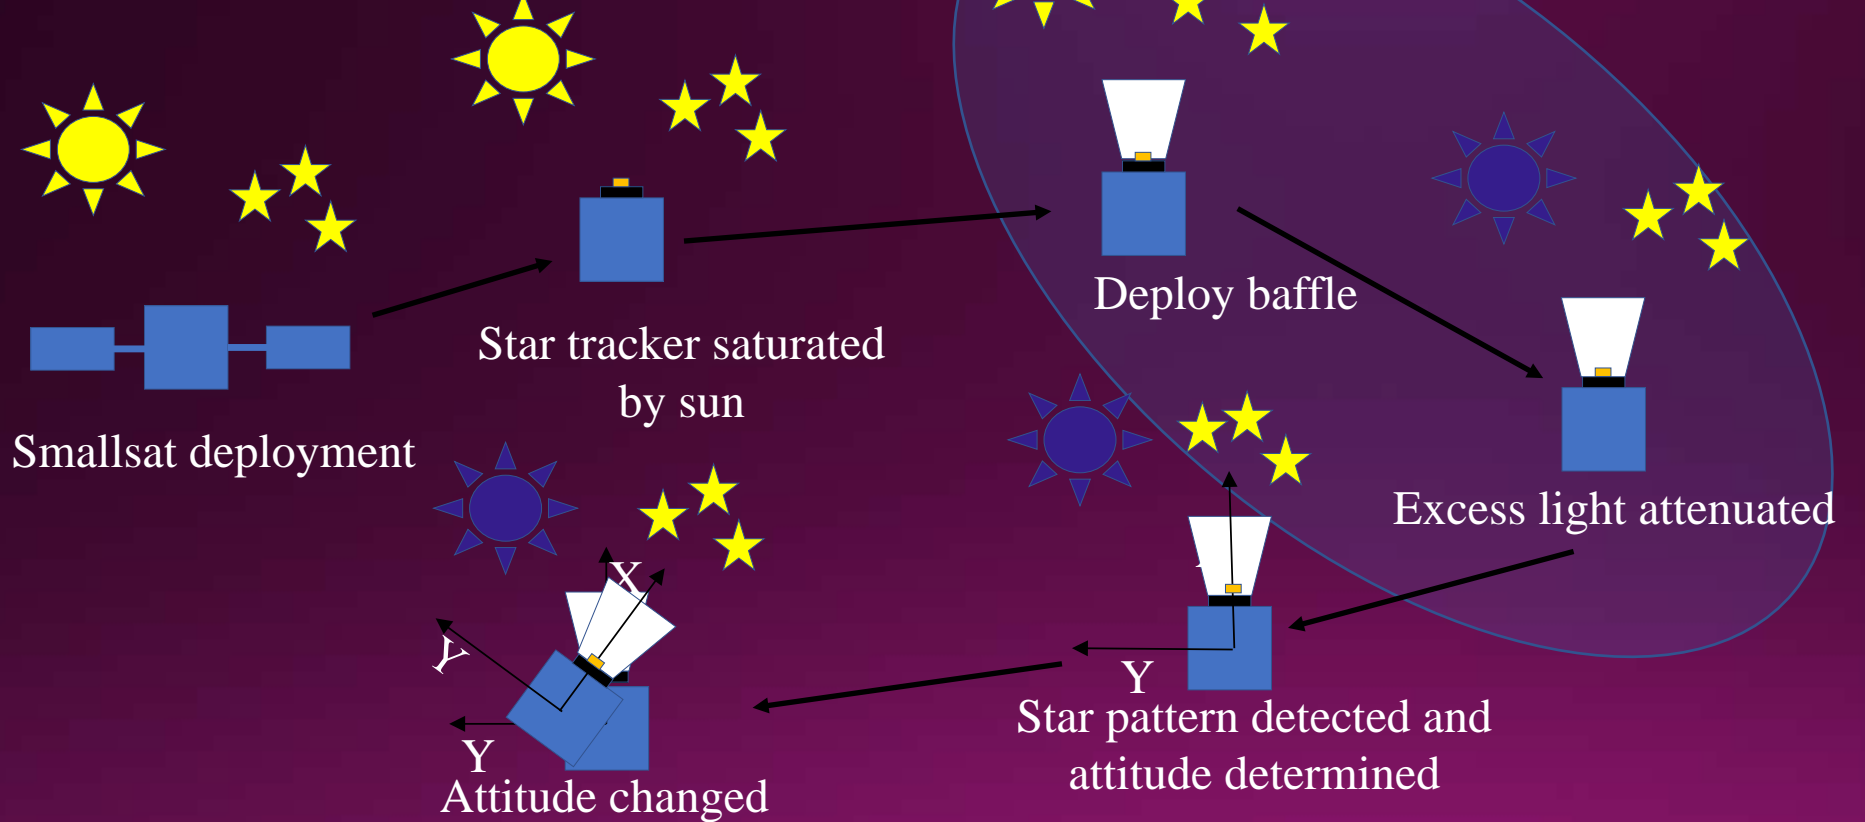 Smallsat deployment
Star tracker saturated
by sun
Deploy baffle
Excess light attenuated
Y
Star pattern detected and
attitude determined
X
Y
Y
Attitude changed